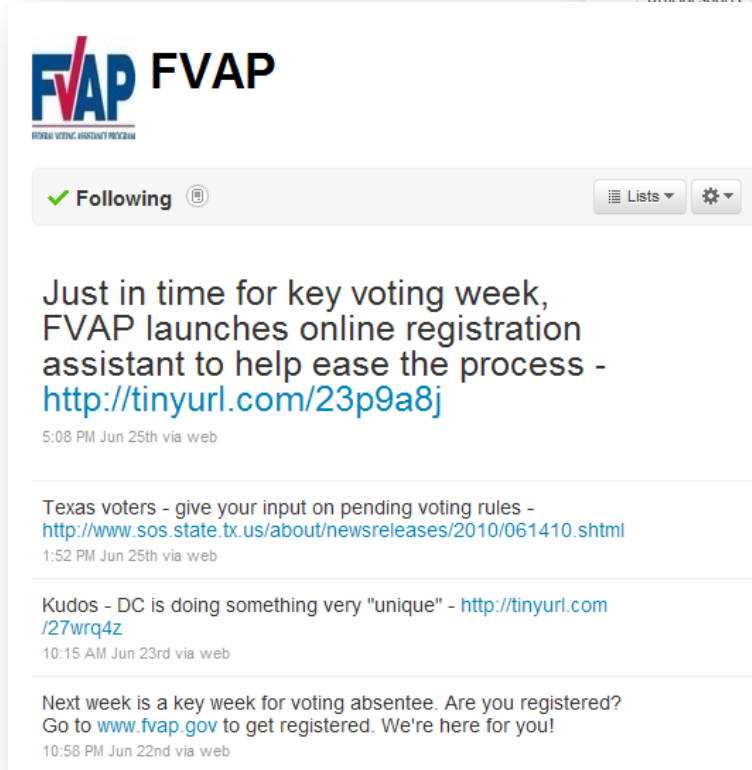 FVAP FVAP
FEDERAL VOTING ASSISTANCE PROGRAM
Following
Lists
Just in time for key voting week,
FVAP launches online registration
assistant to help ease the process -
http://tinyurl.com/23p9a8j
5:08 PM Jun 25th via web
Texas voters - give your input on pending voting rules -
http://www.sos.state.tx.us/about/newsreleases/2010/061410.shtml
1:52 PM Jun 25th via web
Kudos - DC is doing something very "unique" - http://tinyurl.com
/27wrq4z
10:15 AM Jun 23rd via web
Next week is a key week for voting absentee. Are you registered?
Go to www.fvap.gov to get registered. We're here for you!
10:58 PM Jun 22nd via web